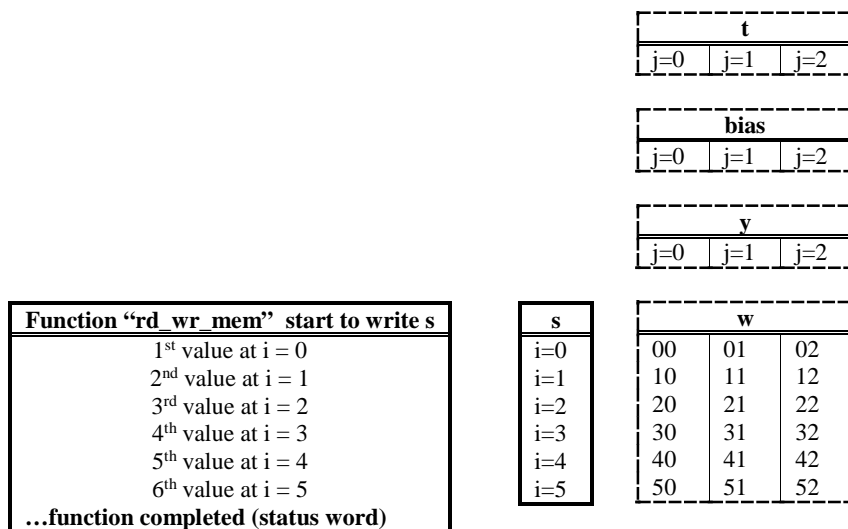 t
j=0 j=1 j=2
bias
j=0 j=1 j=2
y
j=0 j=1 j=2
Function “rd_wr_mem” start to write s
1st value at i = 0
2nd value at i = 1
3rd value at i = 2
4th value at i = 3
5th value at i = 4
6th value at i = 5
…function completed (status word)
s
i=0
i=1
i=2
i=3
i=4
i=5
w
00 01 02
10 11 12
20 21 22
30 31 32
40 41 42
50 51 52